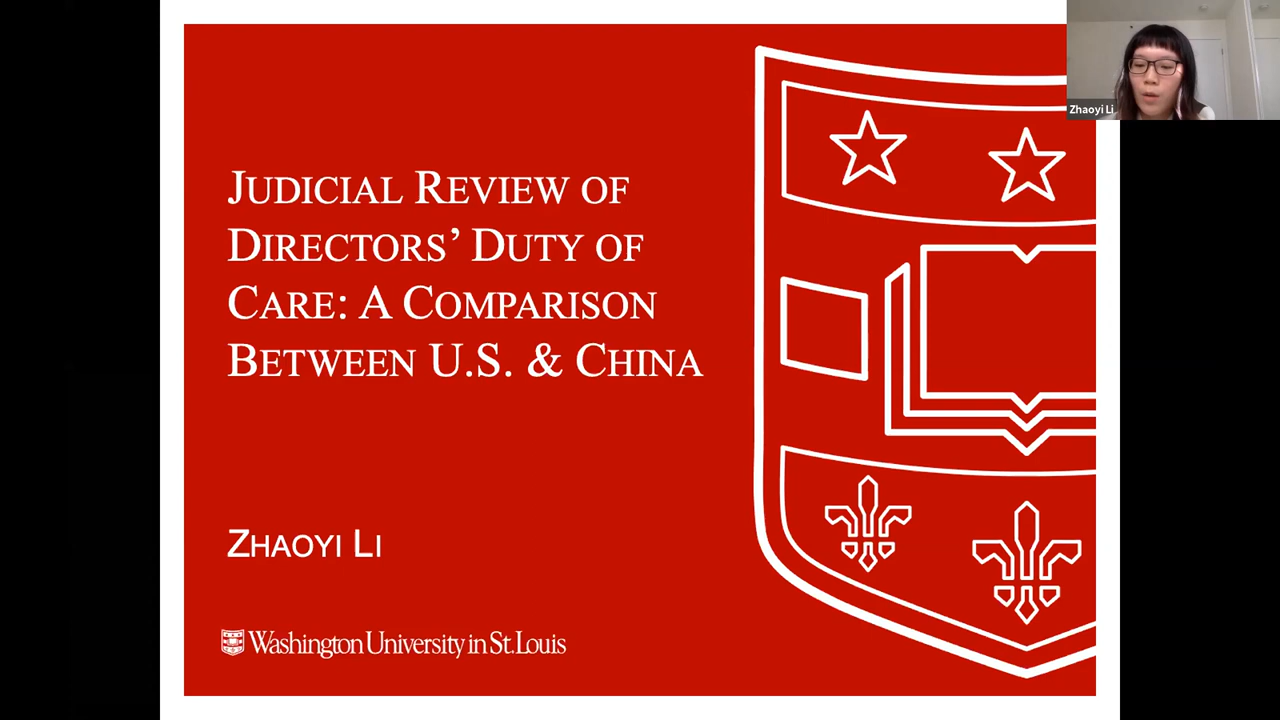 JUDICIAL REVIEW OF
DIRECTORS' DUTY OF
CARE: A COMPARISON
BETWEEN U.S. & CHINA
ZHAOYI LI
Washington University in St. Louis
Zhaoyi Li